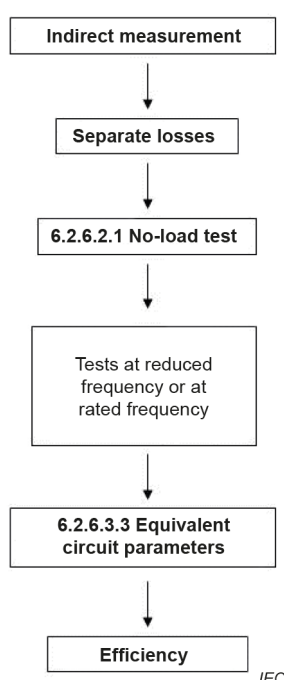 Indirect measurement
Separate losses
6.2.6.2.1 No-load test
Tests at reduced
frequency or at
rated frequency
6.2.6.3.3 Equivalent
circuit parameters
Efficiency
IEC